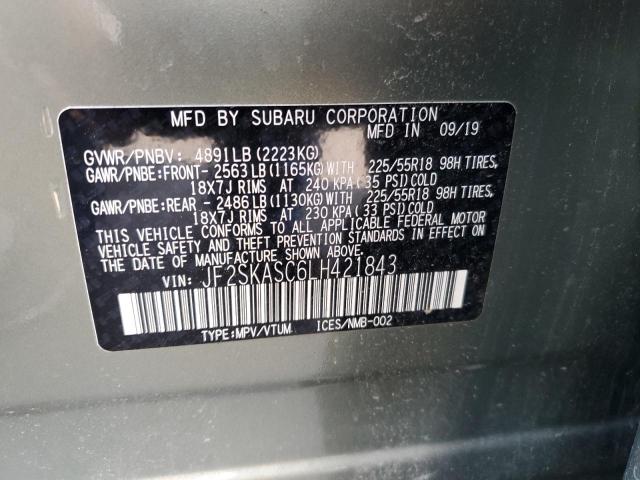 MFD BY SUBARU CORPORATION
MFD IN 09/19
GVWR/PNBV: 4891LB (2223KG)
GAWR/PNBE:FRONT- 2563LB (1165KG)WITH 225/55R18 98H TIRES,
18X7J RIMS AT 240 KPA (35 PSI)COLD
GAWR/PNBE:REAR - 2486LB (1130KG)WITH 225/55R18 98H TIRES,
18X7J RIMS AT 230 KPA (33 PSI)COLD
THIS VEHICLE CONFORMS TO ALL APPLICABLE FEDERAL MOTOR
VEHICLE SAFETY AND THEFT PREVENTION STANDARDS IN EFFECT
ON THE DATE OF MANUFACTURE SHOWN ABOVE.
VIN: JF2SKASC6LH421843
TYPE:MPV/VTUM ICES/NMB-002